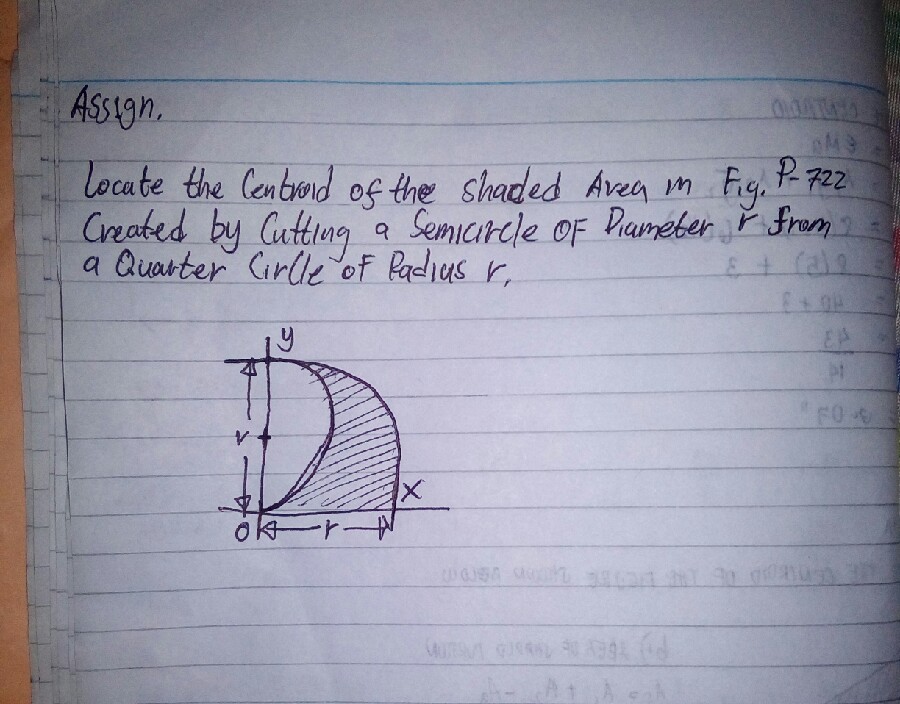 Assign.
Locate the Centroid of the shaded Area in Fig. P-722
Created by Cutting a Semicircle OF Diameter r from
a Quarter Circle of Radius r,
y
r
x
O
r